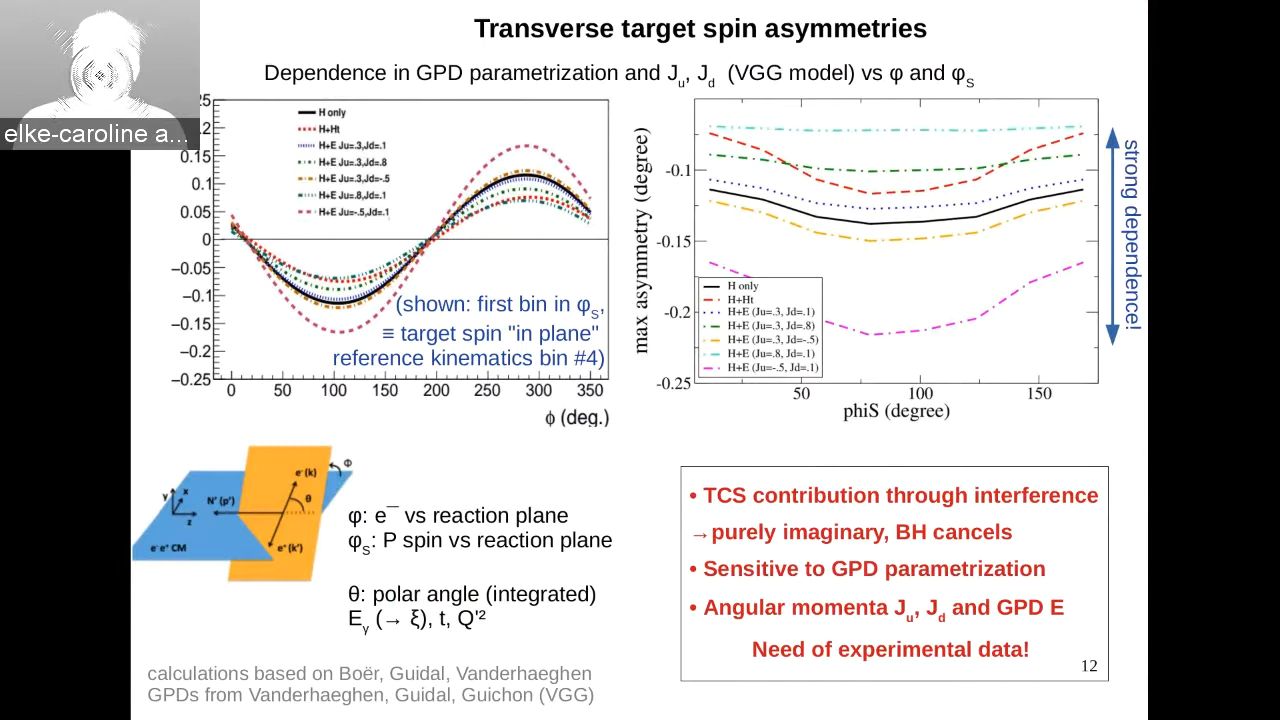 Transverse target spin asymmetries
Dependence in GPD parametrization and Ju, Jd (VGG model) vs φ and φS
elke-caroline a...
25
0.2
0.15
0.1
0.05
0
−0.05
−0.1
−0.15
−0.2
−0.25
0 50 100 150 200 250 300 350
ϕ (deg.)
H only
H+Ht
H+E Ju=.3,Jd=.1
H+E Ju=.3,Jd=.8
H+E Ju=.3,Jd=-.5
H+E Ju=.8,Jd=.1
H+E Ju=-.5,Jd=.1
(shown: first bin in φS,
≡ target spin "in plane"
reference kinematics bin #4)
max asymmetry (degree)
-0.1
-0.15
-0.2
-0.25
50 100 150
phiS (degree)
H only
H+Ht
H+E (Ju=.3, Jd=.1)
H+E (Ju=.3, Jd=.8)
H+E (Ju=.3, Jd=-.5)
H+E (Ju=.8, Jd=.1)
H+E (Ju=-.5, Jd=.1)
strong dependence!
y x z
N' (p')
e⁻(k)
Φ
θ
e⁺(k')
e⁻e⁺ CM
φ: e¯ vs reaction plane
φS: P spin vs reaction plane
θ: polar angle (integrated)
Eγ (→ ξ), t, Q'²
• TCS contribution through interference
→purely imaginary, BH cancels
• Sensitive to GPD parametrization
• Angular momenta Ju, Jd and GPD E
Need of experimental data!
12
calculations based on Boër, Guidal, Vanderhaeghen
GPDs from Vanderhaeghen, Guidal, Guichon (VGG)